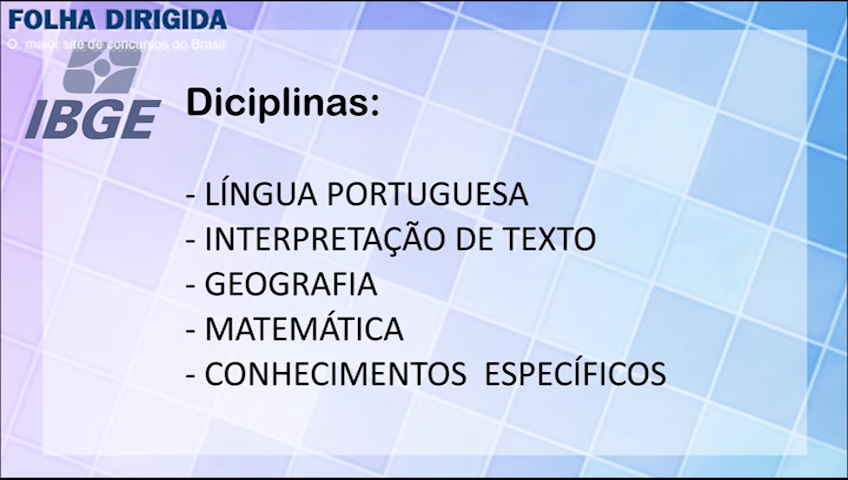 FOLHA DIRIGIDA
O maior site de concursos do Brasil
IBGE
Diciplinas:
- LÍNGUA PORTUGUESA
- INTERPRETAÇÃO DE TEXTO
- GEOGRAFIA
- MATEMÁTICA
- CONHECIMENTOS ESPECÍFICOS